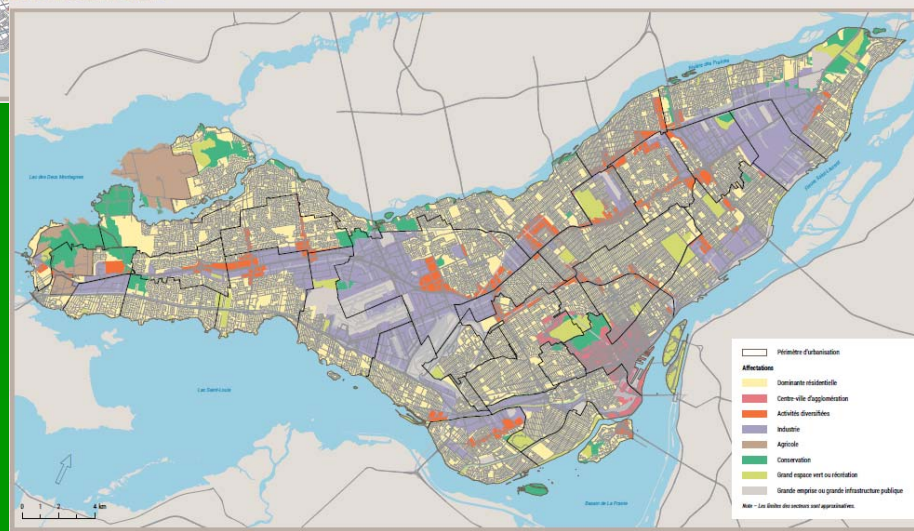 Rivière des Prairies
Lac des Deux Montagnes
Fleuve Saint-Laurent
Lac Saint-Louis
Bassin de La Prairie
0 1 2 4 km
Périmètre d'urbanisation
Affectations
Dominante résidentielle
Centre-ville d'agglomération
Activités diversifiées
Industrie
Agricole
Conservation
Grand espace vert ou récréation
Grande emprise ou grande infrastructure publique
Note – Les limites des secteurs sont approximatives.